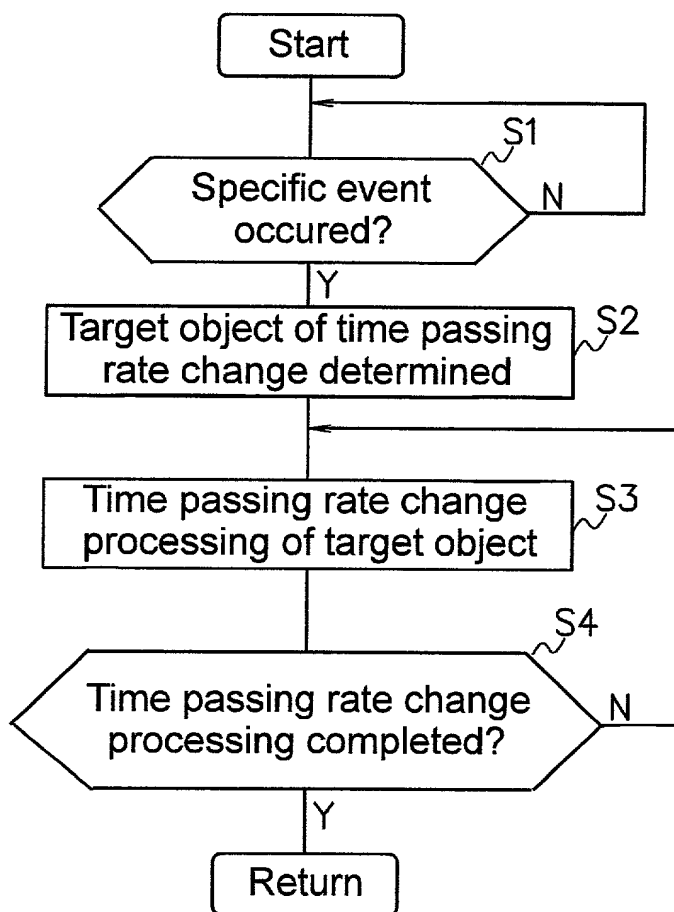 Start
S1
Specific event
occured?
N
Y
Target object of time passing
rate change determined
S2
Time passing rate change
processing of target object
S3
S4
Time passing rate change
processing completed?
N
Y
Return